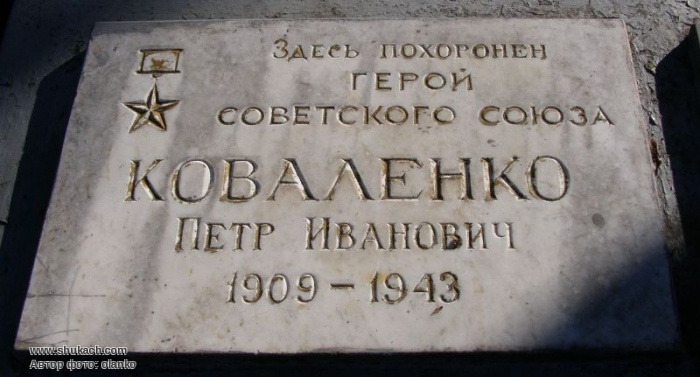 Здесь похоронен
ГЕРОЙ
СОВЕТСКОГО СОЮЗА
КОВАЛЕНКО
Петр Иванович
1909 – 1943
www.shukach.com
Автор фото: olanko